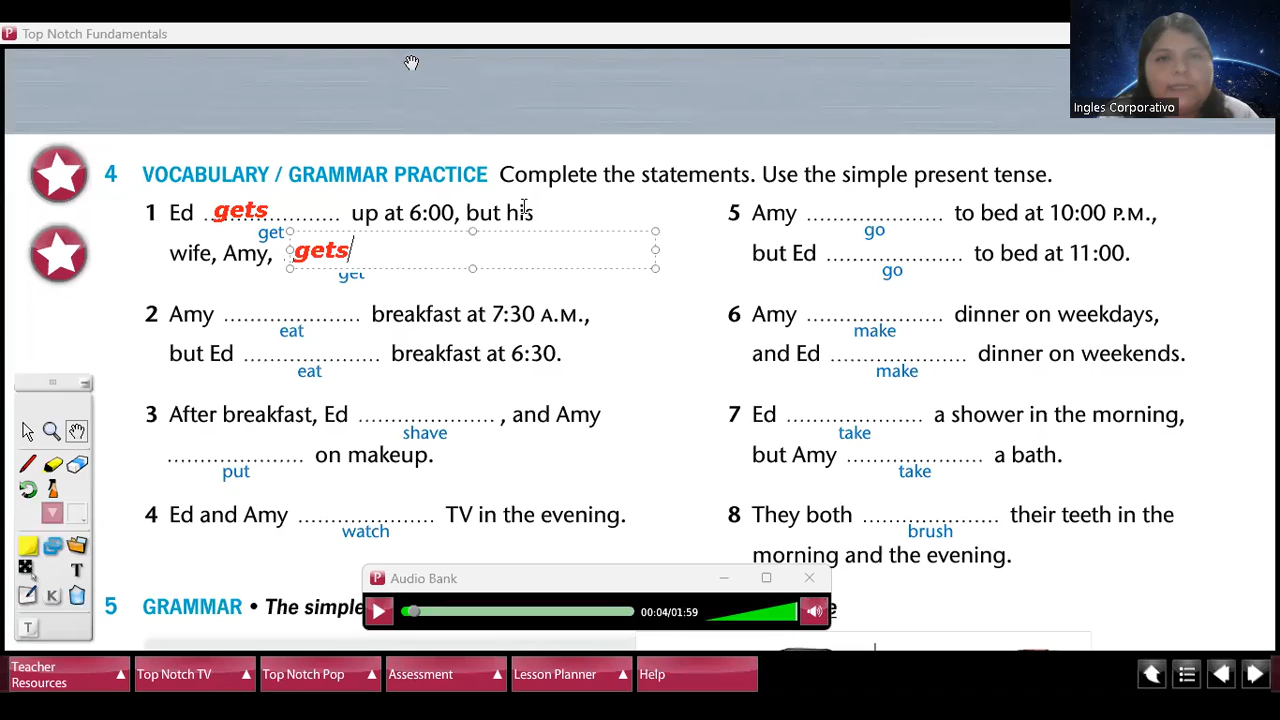 Top Notch Fundamentals
Ingles Corporativo
4 VOCABULARY / GRAMMAR PRACTICE Complete the statements. Use the simple present tense.
1 Ed gets up at 6:00, but his
get
wife, Amy, gets
get
2 Amy .................... breakfast at 7:30 A.M.,
eat
but Ed .................... breakfast at 6:30.
eat
3 After breakfast, Ed .................... , and Amy
shave
.................... on makeup.
put
4 Ed and Amy .................... TV in the evening.
watch
5 Amy .................... to bed at 10:00 P.M.,
go
but Ed .................... to bed at 11:00.
go
6 Amy .................... dinner on weekdays,
make
and Ed .................... dinner on weekends.
make
7 Ed .................... a shower in the morning,
take
but Amy .................... a bath.
take
8 They both .................... their teeth in the
brush
morning and the evening.
Audio Bank
00:04/01:59
5 GRAMMAR • The simple
Teacher Resources
Top Notch TV
Top Notch Pop
Assessment
Lesson Planner
Help